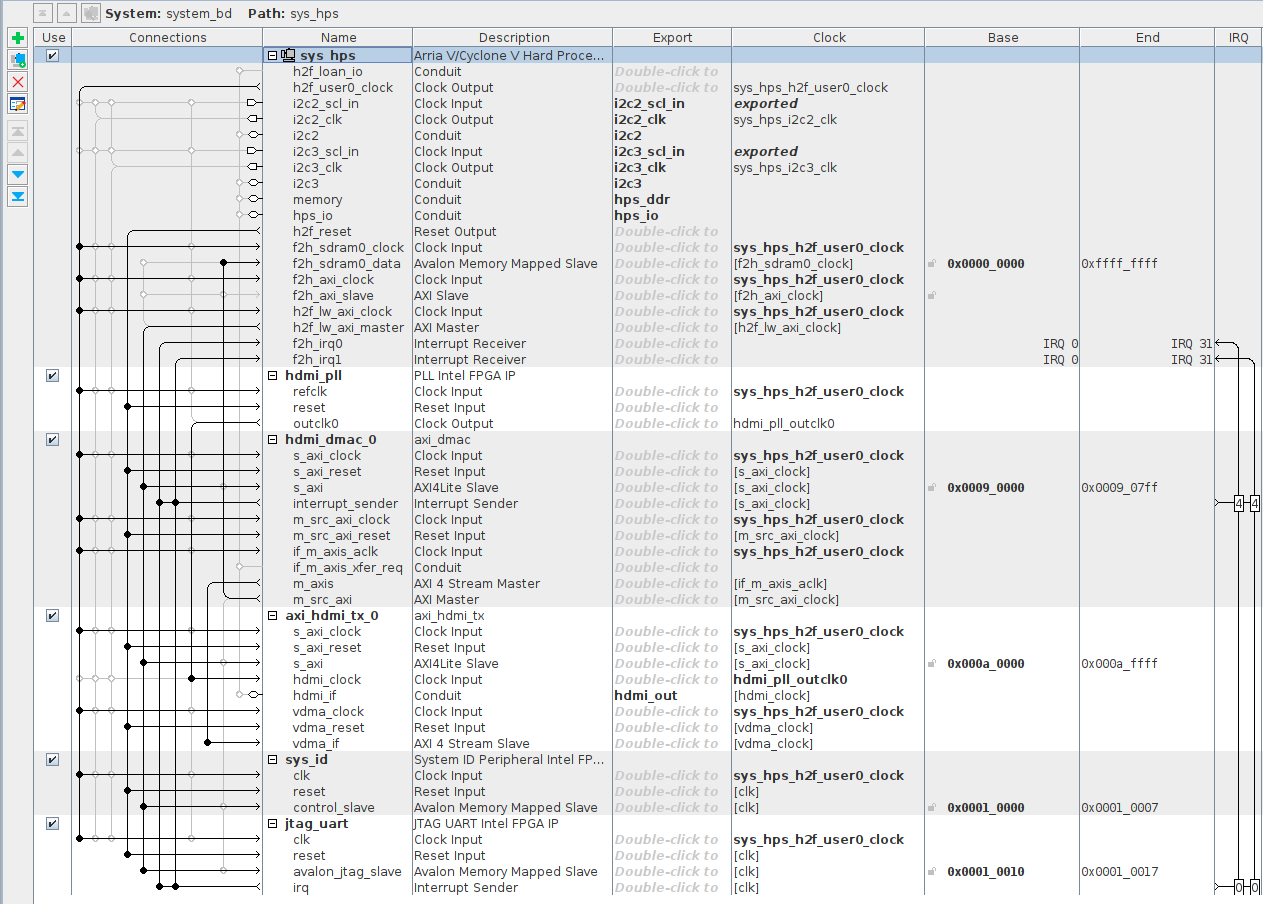 System: system_bd Path: sys_hps
Use Connections Name Description Export Clock Base End IRQ
sys_hps Arria V/Cyclone V Hard Proce...
h2f_loan_io Conduit Double-click to
h2f_user0_clock Clock Output Double-click to sys_hps_h2f_user0_clock
i2c2_scl_in Clock Input i2c2_scl_in exported
i2c2_clk Clock Output i2c2_clk sys_hps_i2c2_clk
i2c2 Conduit i2c2
i2c3_scl_in Clock Input i2c3_scl_in exported
i2c3_clk Clock Output i2c3_clk sys_hps_i2c3_clk
i2c3 Conduit i2c3
memory Conduit hps_ddr
hps_io Conduit hps_io
h2f_reset Reset Output Double-click to
f2h_sdram0_clock Clock Input Double-click to sys_hps_h2f_user0_clock
f2h_sdram0_data Avalon Memory Mapped Slave Double-click to [f2h_sdram0_clock] 0x0000_0000 0xffff_ffff
f2h_axi_clock Clock Input Double-click to sys_hps_h2f_user0_clock
f2h_axi_slave AXI Slave Double-click to [f2h_axi_clock]
h2f_lw_axi_clock Clock Input Double-click to sys_hps_h2f_user0_clock
h2f_lw_axi_master AXI Master Double-click to [h2f_lw_axi_clock]
f2h_irq0 Interrupt Receiver Double-click to IRQ 0 IRQ 31
f2h_irq1 Interrupt Receiver Double-click to IRQ 0 IRQ 31
hdmi_pll PLL Intel FPGA IP
refclk Clock Input Double-click to sys_hps_h2f_user0_clock
reset Reset Input Double-click to
outclk0 Clock Output Double-click to hdmi_pll_outclk0
hdmi_dmac_0 axi_dmac
s_axi_clock Clock Input Double-click to sys_hps_h2f_user0_clock
s_axi_reset Reset Input Double-click to [s_axi_clock]
s_axi AXI4Lite Slave Double-click to [s_axi_clock] 0x0009_0000 0x0009_07ff
interrupt_sender Interrupt Sender Double-click to [s_axi_clock] 4 4
m_src_axi_clock Clock Input Double-click to sys_hps_h2f_user0_clock
m_src_axi_reset Reset Input Double-click to [m_src_axi_clock]
if_m_axis_aclk Clock Input Double-click to sys_hps_h2f_user0_clock
if_m_axis_xfer_req Conduit Double-click to
m_axis AXI 4 Stream Master Double-click to [if_m_axis_aclk]
m_src_axi AXI Master Double-click to [m_src_axi_clock]
axi_hdmi_tx_0 axi_hdmi_tx
s_axi_clock Clock Input Double-click to sys_hps_h2f_user0_clock
s_axi_reset Reset Input Double-click to [s_axi_clock]
s_axi AXI4Lite Slave Double-click to [s_axi_clock] 0x000a_0000 0x000a_ffff
hdmi_clock Clock Input Double-click to hdmi_pll_outclk0
hdmi_if Conduit hdmi_out [hdmi_clock]
vdma_clock Clock Input Double-click to sys_hps_h2f_user0_clock
vdma_reset Reset Input Double-click to [vdma_clock]
vdma_if AXI 4 Stream Slave Double-click to [vdma_clock]
sys_id System ID Peripheral Intel FP...
clk Clock Input Double-click to sys_hps_h2f_user0_clock
reset Reset Input Double-click to [clk]
control_slave Avalon Memory Mapped Slave Double-click to [clk] 0x0001_0000 0x0001_0007
jtag_uart JTAG UART Intel FPGA IP
clk Clock Input Double-click to sys_hps_h2f_user0_clock
reset Reset Input Double-click to [clk]
avalon_jtag_slave Avalon Memory Mapped Slave Double-click to [clk] 0x0001_0010 0x0001_0017
irq Interrupt Sender Double-click to [clk] 0 0